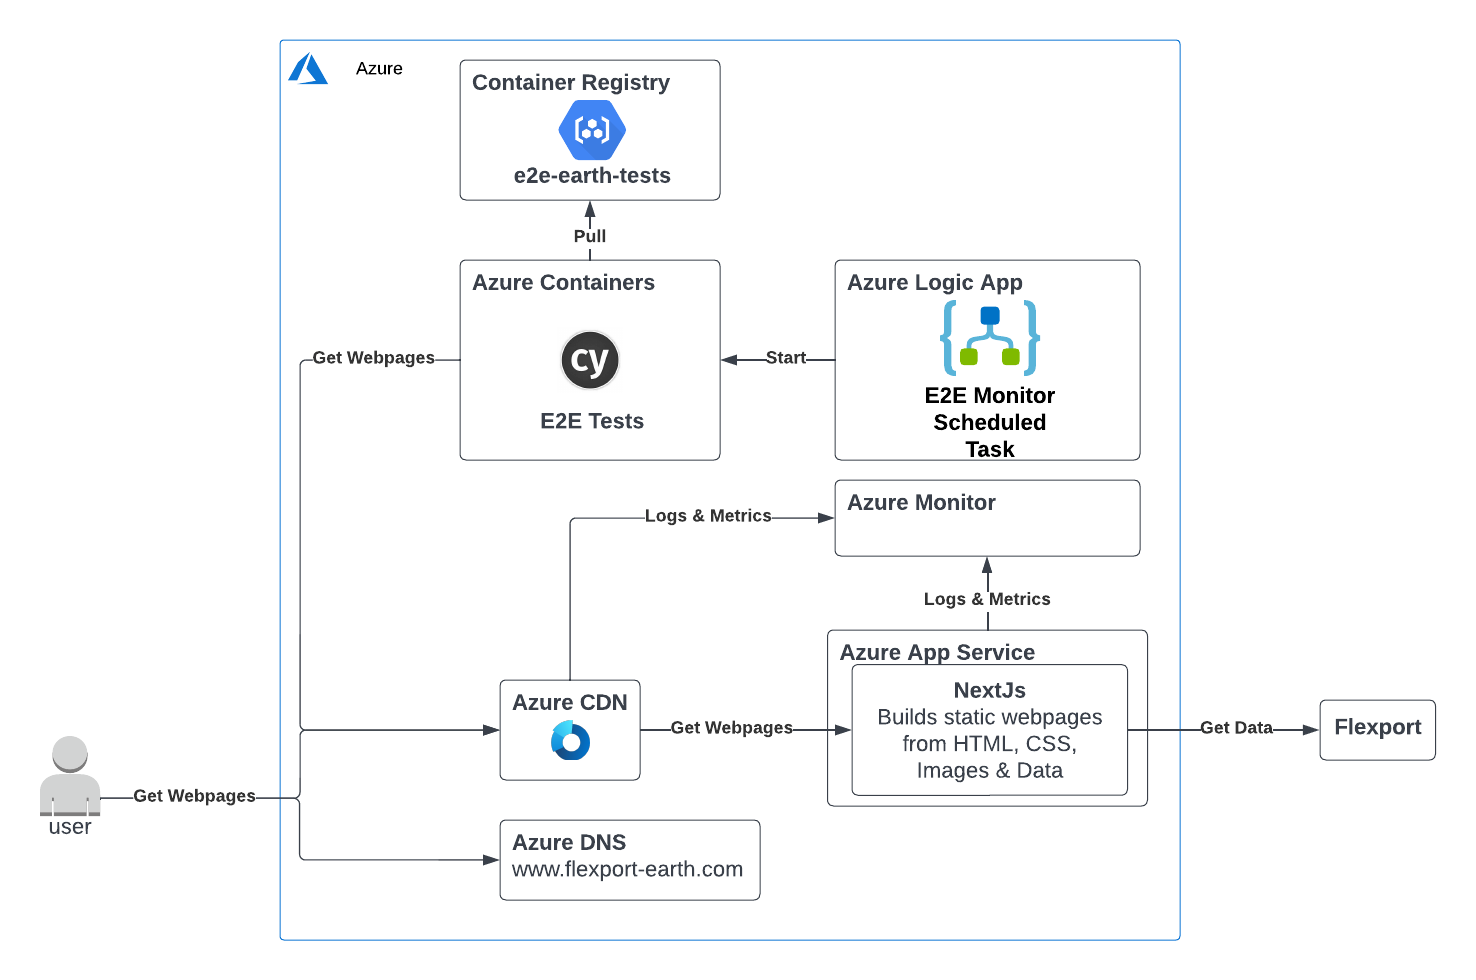 Azure
Container Registry
e2e-earth-tests
Pull
Azure Containers
cy
E2E Tests
Azure Logic App
E2E Monitor
Scheduled
Task
Get Webpages
Start
Azure Monitor
Logs & Metrics
Logs & Metrics
Azure App Service
NextJs
Builds static webpages
from HTML, CSS,
Images & Data
Azure CDN
Get Webpages
Get Data
Flexport
Get Webpages
user
Azure DNS
www.flexport-earth.com